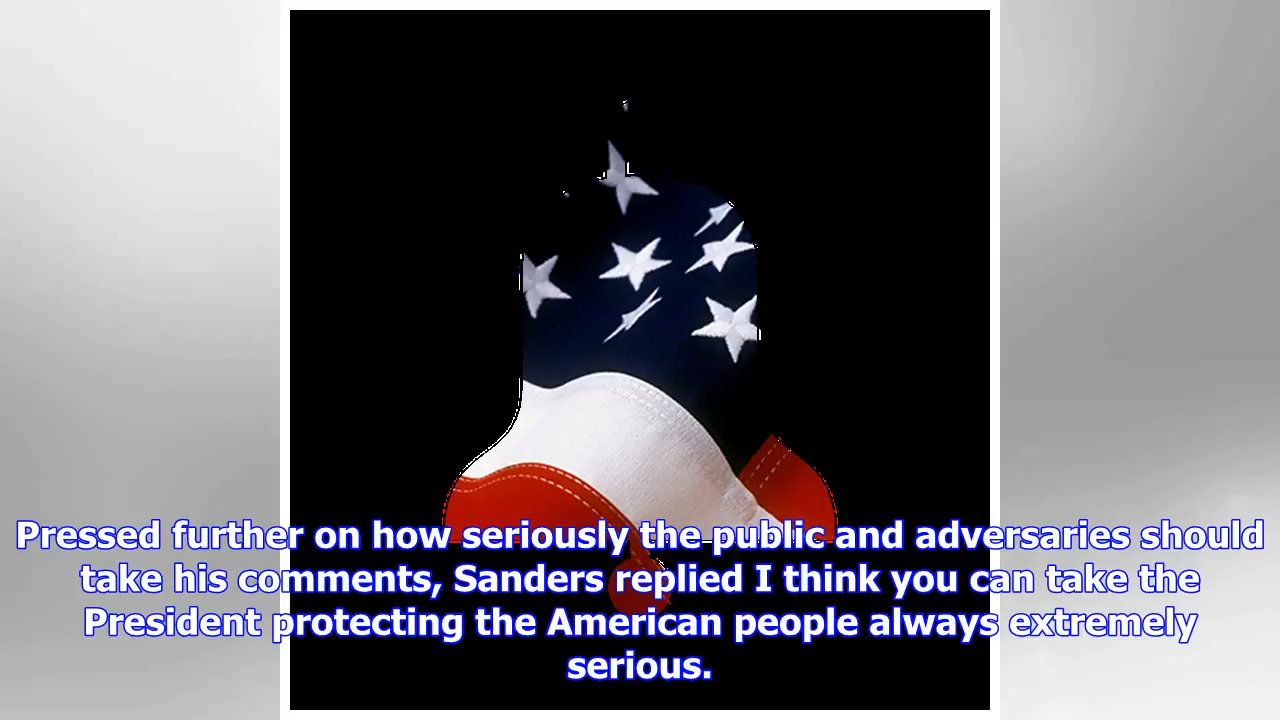 Pressed further on how seriously the public and adversaries should
take his comments, Sanders replied I think you can take the
President protecting the American people always extremely
serious.